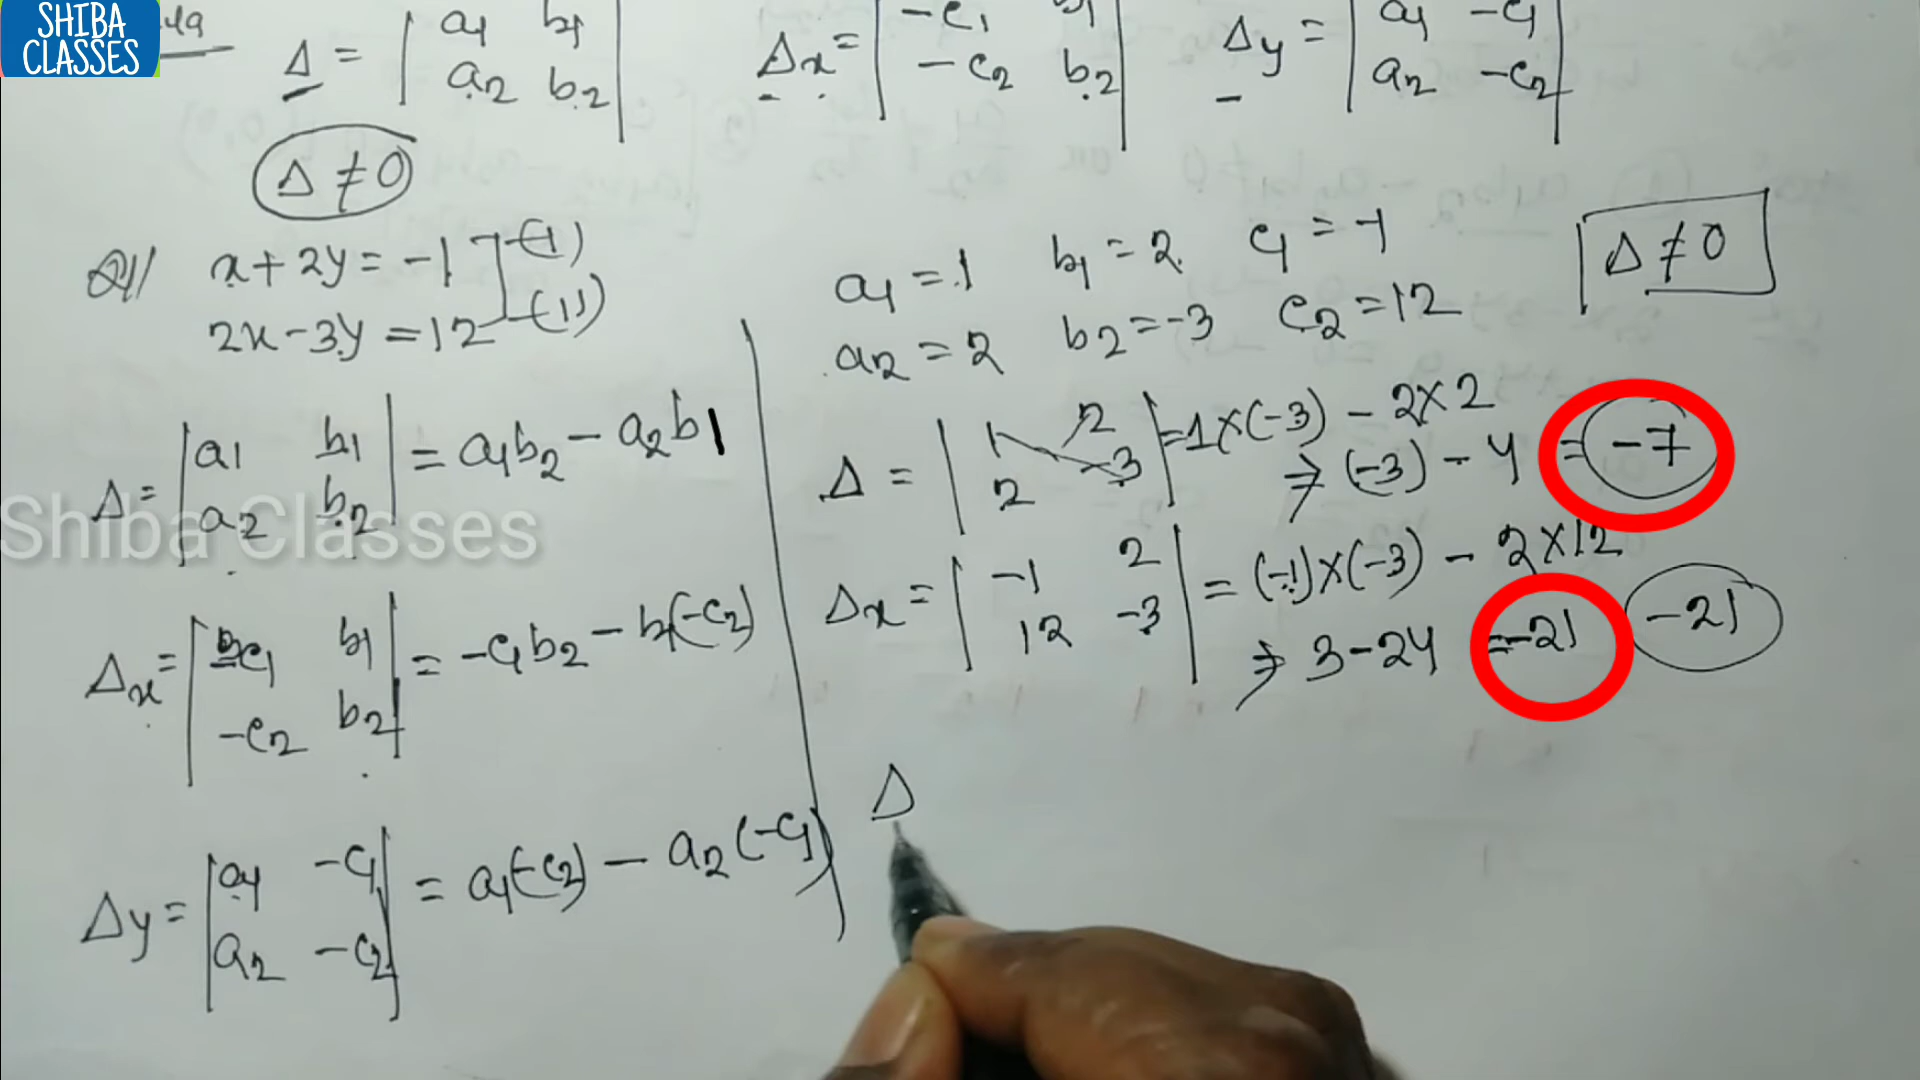 SHIBA
CLASSES
Δ = | a1 b1 |
| a2 b2 |
Δx = | -c1 b1 |
| -c2 b2 |
Δy = | a1 -c1 |
| a2 -c2 |
Δ ≠ 0
Q1// x + 2y = -1 -(i)
2x - 3y = 12 -(ii)
a1 = 1 b1 = 2 c1 = -1
a2 = 2 b2 = -3 c2 = 12
Δ ≠ 0
Δ = | a1 b1 | = a1b2 - a2b1
| a2 b2 |
Shiba Classes
Δx = | -c1 b1 | = -c1b2 - b1(-c2)
| -c2 b2 |
Δy = | a1 -c1 | = a1(-c2) - a2(-c1)
| a2 -c2 |
Δ = | 1 2 | = 1×(-3) - 2×2
| 2 -3 | ⇒ (-3) - 4 = -7
Δx = | -1 2 | = (-1)×(-3) - 2×12
| 12 -3 | ⇒ 3-24 = -21 -21
Δ